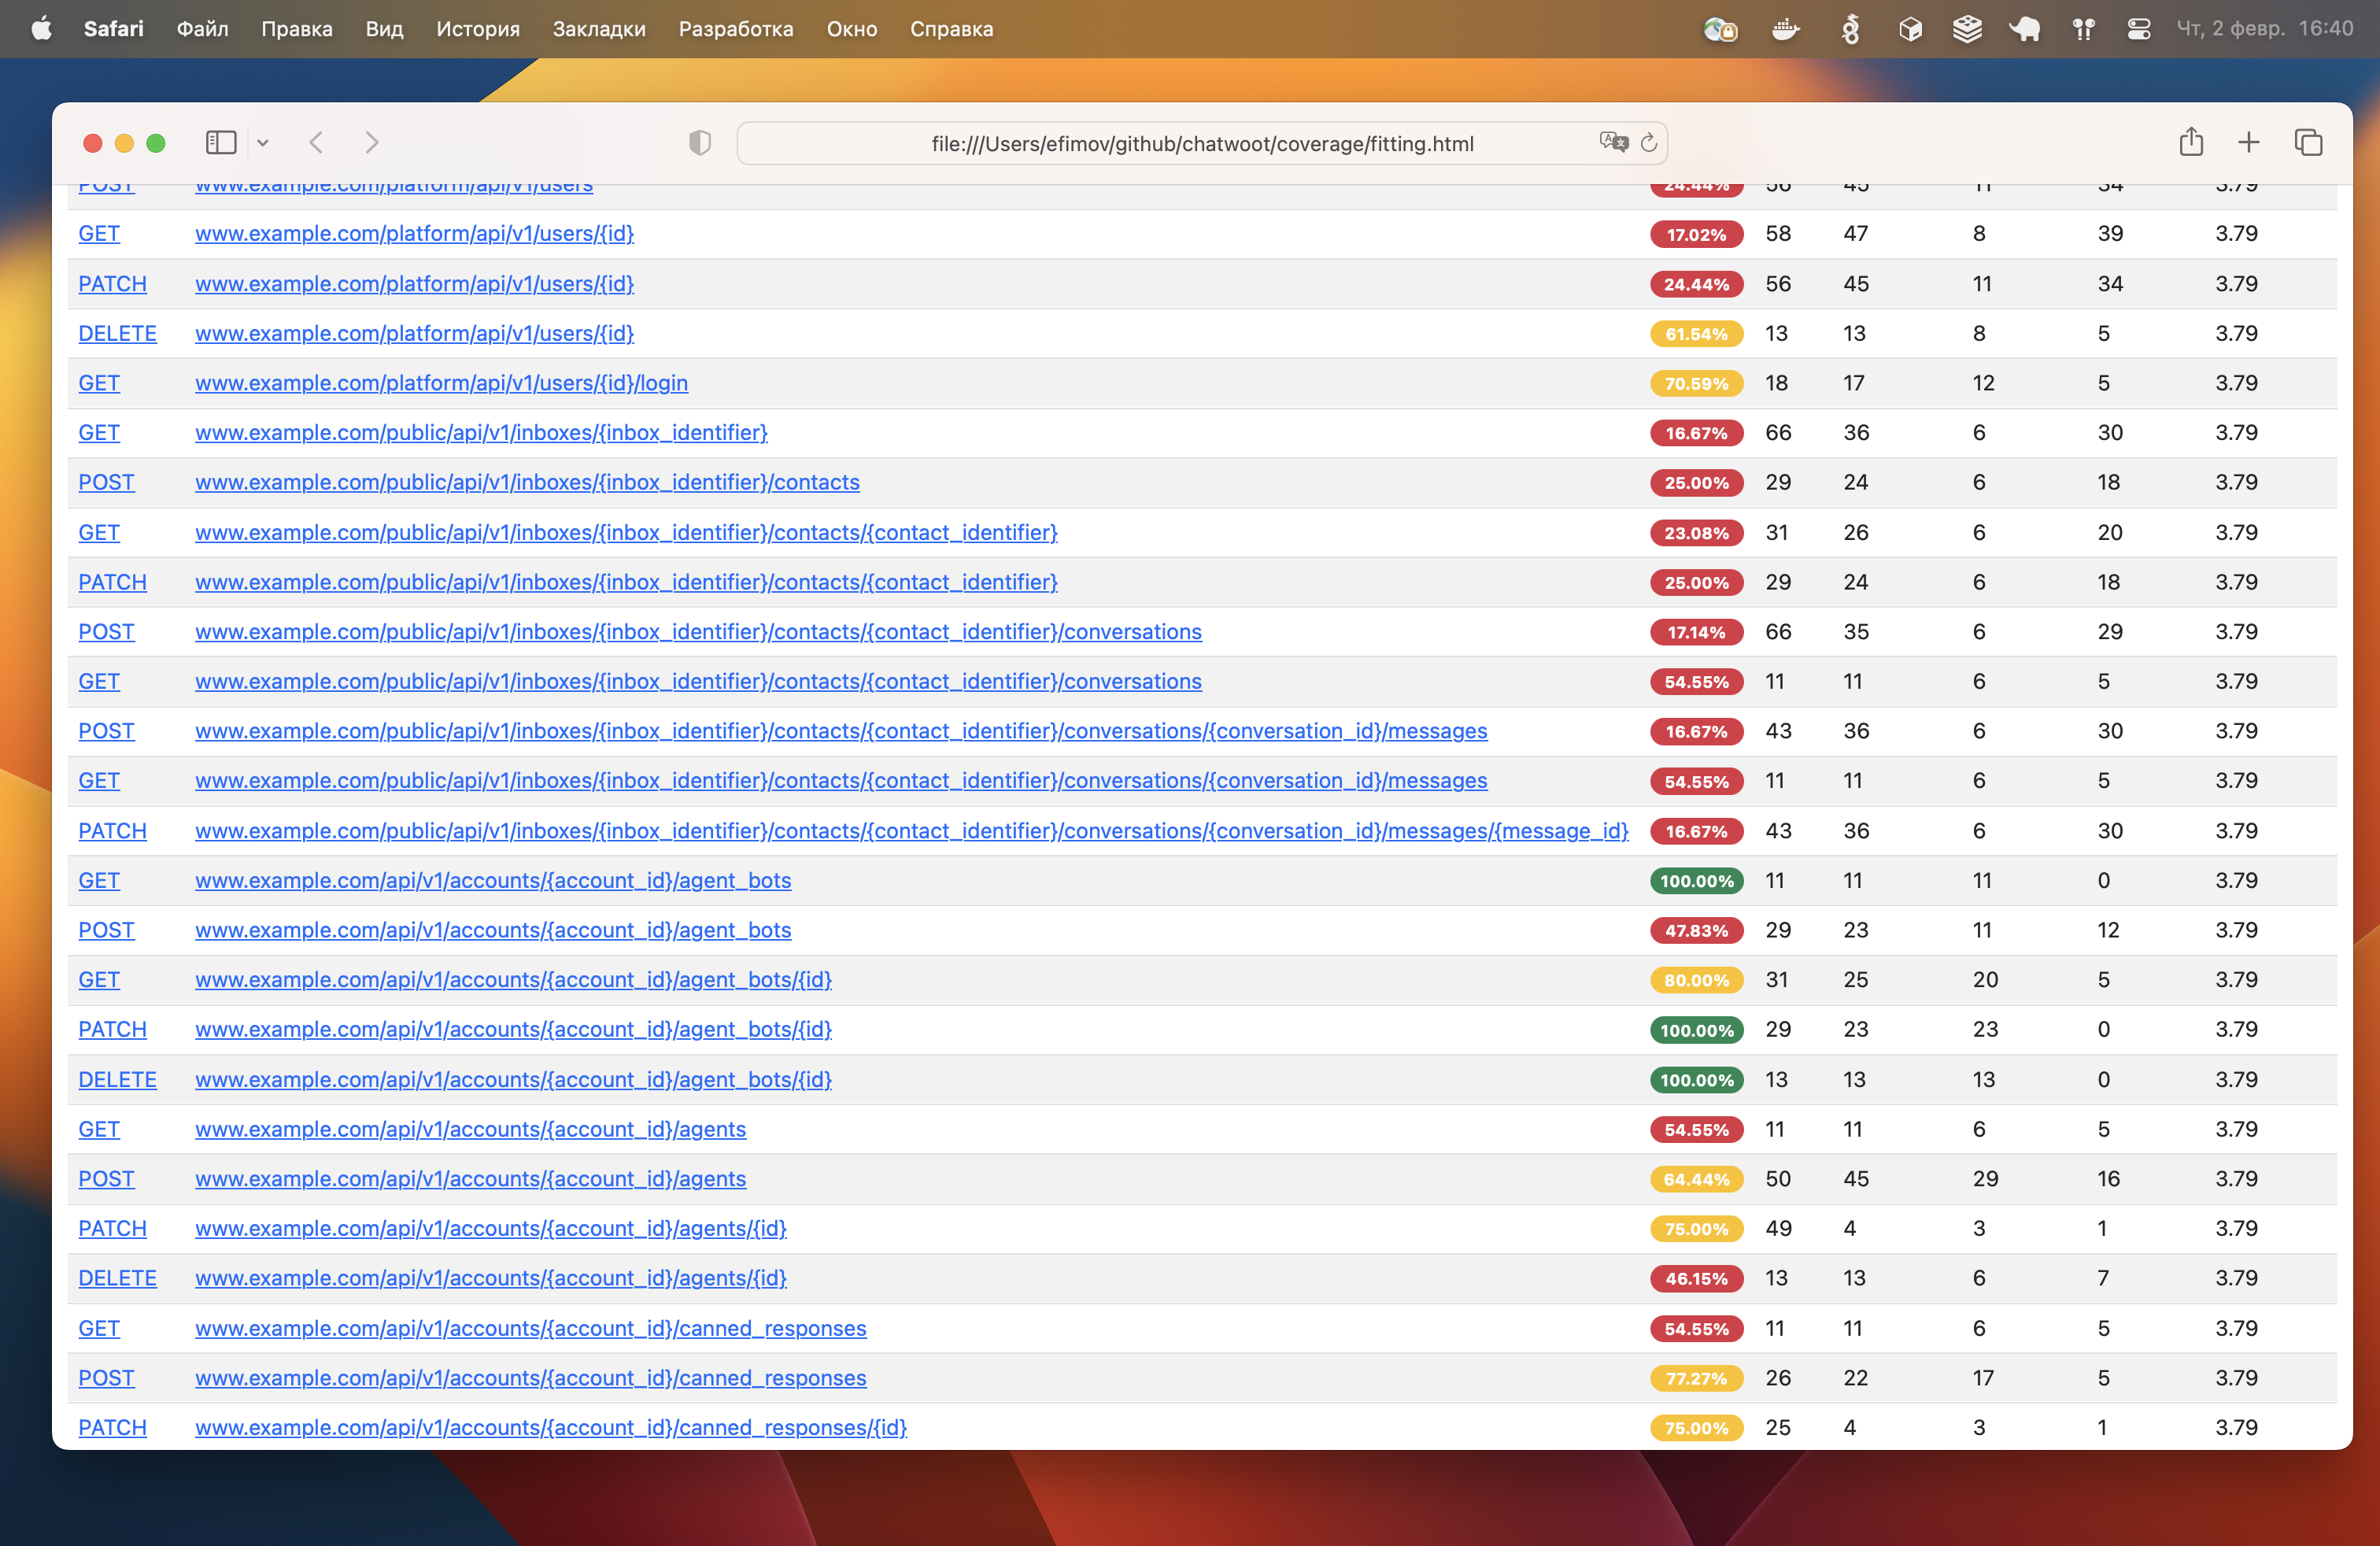 Safari Файл Правка Вид История Закладки Разработка Окно Справка Чт, 2 февр. 16:40
file:///Users/efimov/github/chatwoot/coverage/fitting.html
POST www.example.com/platform/api/v1/users 24.44% 56 45 11 34 3.79
GET www.example.com/platform/api/v1/users/{id} 17.02% 58 47 8 39 3.79
PATCH www.example.com/platform/api/v1/users/{id} 24.44% 56 45 11 34 3.79
DELETE www.example.com/platform/api/v1/users/{id} 61.54% 13 13 8 5 3.79
GET www.example.com/platform/api/v1/users/{id}/login 70.59% 18 17 12 5 3.79
GET www.example.com/public/api/v1/inboxes/{inbox_identifier} 16.67% 66 36 6 30 3.79
POST www.example.com/public/api/v1/inboxes/{inbox_identifier}/contacts 25.00% 29 24 6 18 3.79
GET www.example.com/public/api/v1/inboxes/{inbox_identifier}/contacts/{contact_identifier} 23.08% 31 26 6 20 3.79
PATCH www.example.com/public/api/v1/inboxes/{inbox_identifier}/contacts/{contact_identifier} 25.00% 29 24 6 18 3.79
POST www.example.com/public/api/v1/inboxes/{inbox_identifier}/contacts/{contact_identifier}/conversations 17.14% 66 35 6 29 3.79
GET www.example.com/public/api/v1/inboxes/{inbox_identifier}/contacts/{contact_identifier}/conversations 54.55% 11 11 6 5 3.79
POST www.example.com/public/api/v1/inboxes/{inbox_identifier}/contacts/{contact_identifier}/conversations/{conversation_id}/messages 16.67% 43 36 6 30 3.79
GET www.example.com/public/api/v1/inboxes/{inbox_identifier}/contacts/{contact_identifier}/conversations/{conversation_id}/messages 54.55% 11 11 6 5 3.79
PATCH www.example.com/public/api/v1/inboxes/{inbox_identifier}/contacts/{contact_identifier}/conversations/{conversation_id}/messages/{message_id} 16.67% 43 36 6 30 3.79
GET www.example.com/api/v1/accounts/{account_id}/agent_bots 100.00% 11 11 11 0 3.79
POST www.example.com/api/v1/accounts/{account_id}/agent_bots 47.83% 29 23 11 12 3.79
GET www.example.com/api/v1/accounts/{account_id}/agent_bots/{id} 80.00% 31 25 20 5 3.79
PATCH www.example.com/api/v1/accounts/{account_id}/agent_bots/{id} 100.00% 29 23 23 0 3.79
DELETE www.example.com/api/v1/accounts/{account_id}/agent_bots/{id} 100.00% 13 13 13 0 3.79
GET www.example.com/api/v1/accounts/{account_id}/agents 54.55% 11 11 6 5 3.79
POST www.example.com/api/v1/accounts/{account_id}/agents 64.44% 50 45 29 16 3.79
PATCH www.example.com/api/v1/accounts/{account_id}/agents/{id} 75.00% 49 4 3 1 3.79
DELETE www.example.com/api/v1/accounts/{account_id}/agents/{id} 46.15% 13 13 6 7 3.79
GET www.example.com/api/v1/accounts/{account_id}/canned_responses 54.55% 11 11 6 5 3.79
POST www.example.com/api/v1/accounts/{account_id}/canned_responses 77.27% 26 22 17 5 3.79
PATCH www.example.com/api/v1/accounts/{account_id}/canned_responses/{id} 75.00% 25 4 3 1 3.79